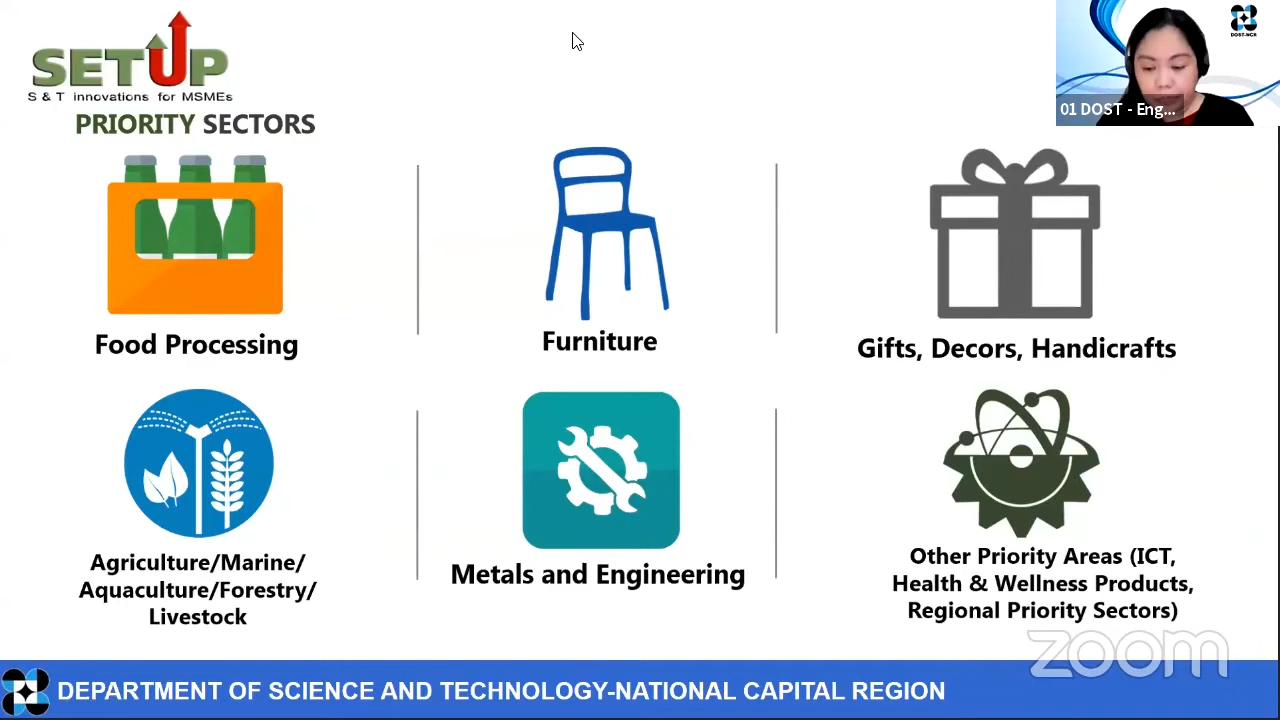 SETUP
S & T innovations for MSMEs
PRIORITY SECTORS
DOST-NCR
01 DOST - Eng...
Food Processing
Furniture
Gifts, Decors, Handicrafts
Agriculture/Marine/
Aquaculture/Forestry/
Livestock
Metals and Engineering
Other Priority Areas (ICT,
Health & Wellness Products,
Regional Priority Sectors)
zoom
DEPARTMENT OF SCIENCE AND TECHNOLOGY-NATIONAL CAPITAL REGION